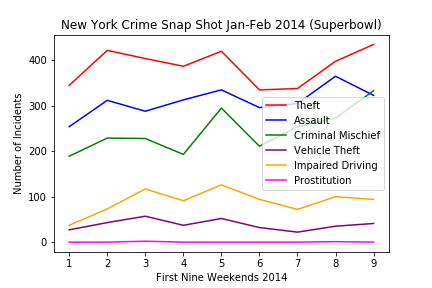 New York Crime Snap Shot Jan-Feb 2014 (Superbowl)
Number of Incidents
400
300
200
100
0
Theft
Assault
Criminal Mischief
Vehicle Theft
Impaired Driving
Prostitution
1 2 3 4 5 6 7 8 9
First Nine Weekends 2014